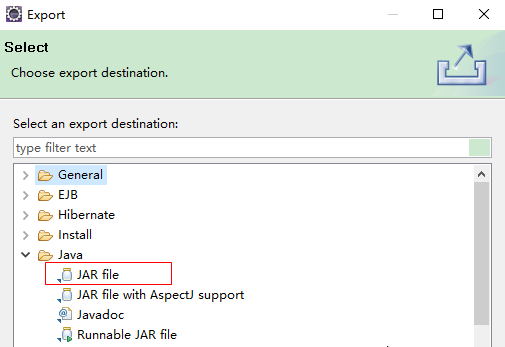 Export
Select
Choose export destination.
Select an export destination:
type filter text
General
EJB
Hibernate
Install
Java
JAR file
JAR file with AspectJ support
Javadoc
Runnable JAR file